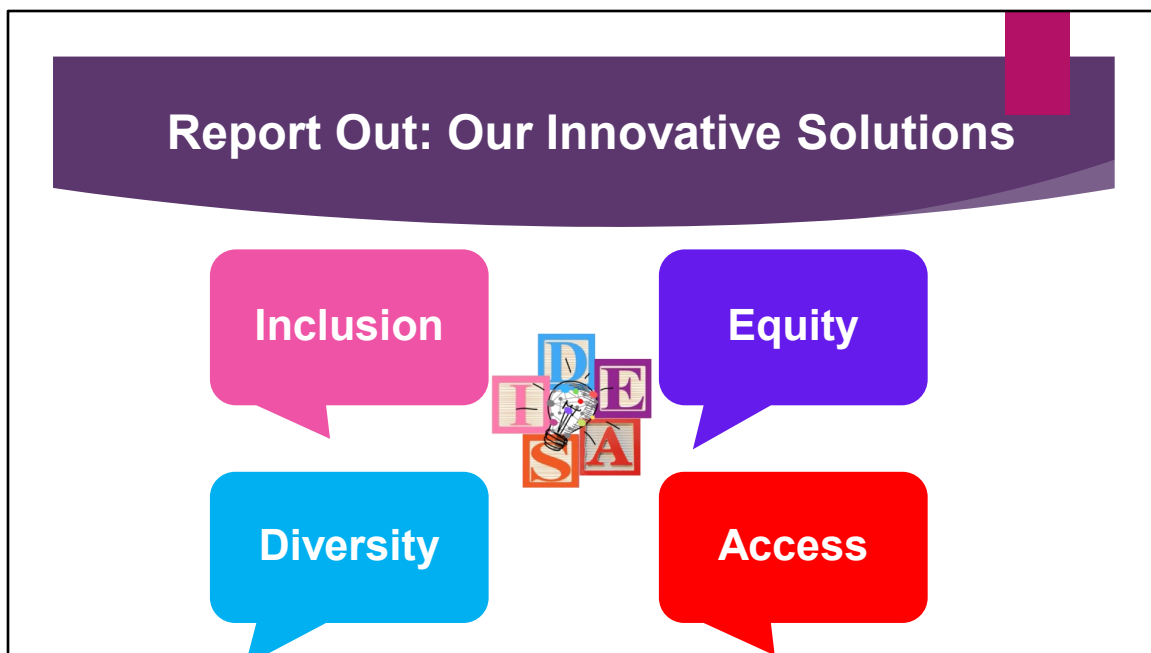 Report Out: Our Innovative Solutions
Inclusion
Equity
D
I
E
S
A
Diversity
Access